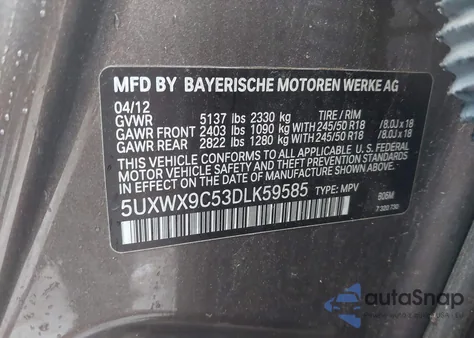 MFD BY BAYERISCHE MOTOREN WERKE AG
04/12
GVWR 5137 lbs 2330 kg TIRE / RIM
GAWR FRONT 2403 lbs 1090 kg WITH 245/50 R18 / 8.0J x 18
GAWR REAR 2822 lbs 1280 kg WITH 245/50 R18 / 8.0J x 18
THIS VEHICLE CONFORMS TO ALL APPLICABLE U.S. FEDERAL
MOTOR VEHICLE SAFETY, BUMPER, AND THEFT PREVENTION
STANDARDS IN EFFECT ON THE DATE OF MANUFACTURE SHOWN ABOVE.
5UXWX9C53DLK59585 TYPE: MPV
autoSnap